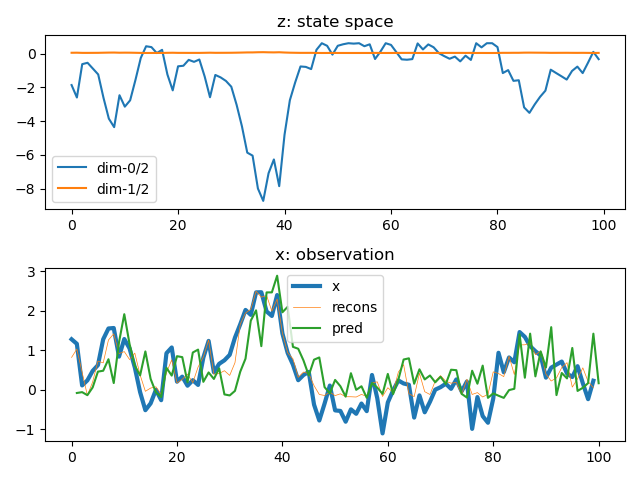 z: state space
0
−2
−4
−6
−8
dim-0/2
dim-1/2
0 20 40 60 80 100
x: observation
3
2
1
0
−1
x
recons
pred
0 20 40 60 80 100